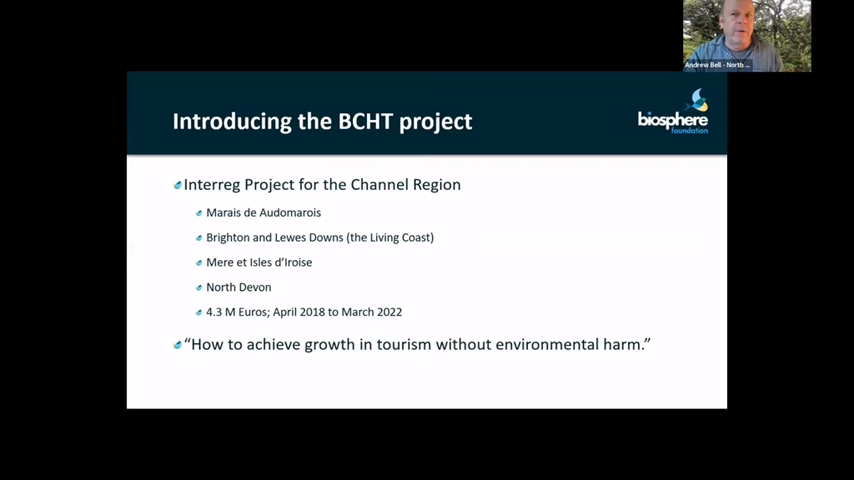 Andrew Bell - North ...
Introducing the BCHT project
biosphere
foundation
Interreg Project for the Channel Region
Marais de Audomarois
Brighton and Lewes Downs (the Living Coast)
Mere et Isles d'Iroise
North Devon
4.3 M Euros; April 2018 to March 2022
“How to achieve growth in tourism without environmental harm.”